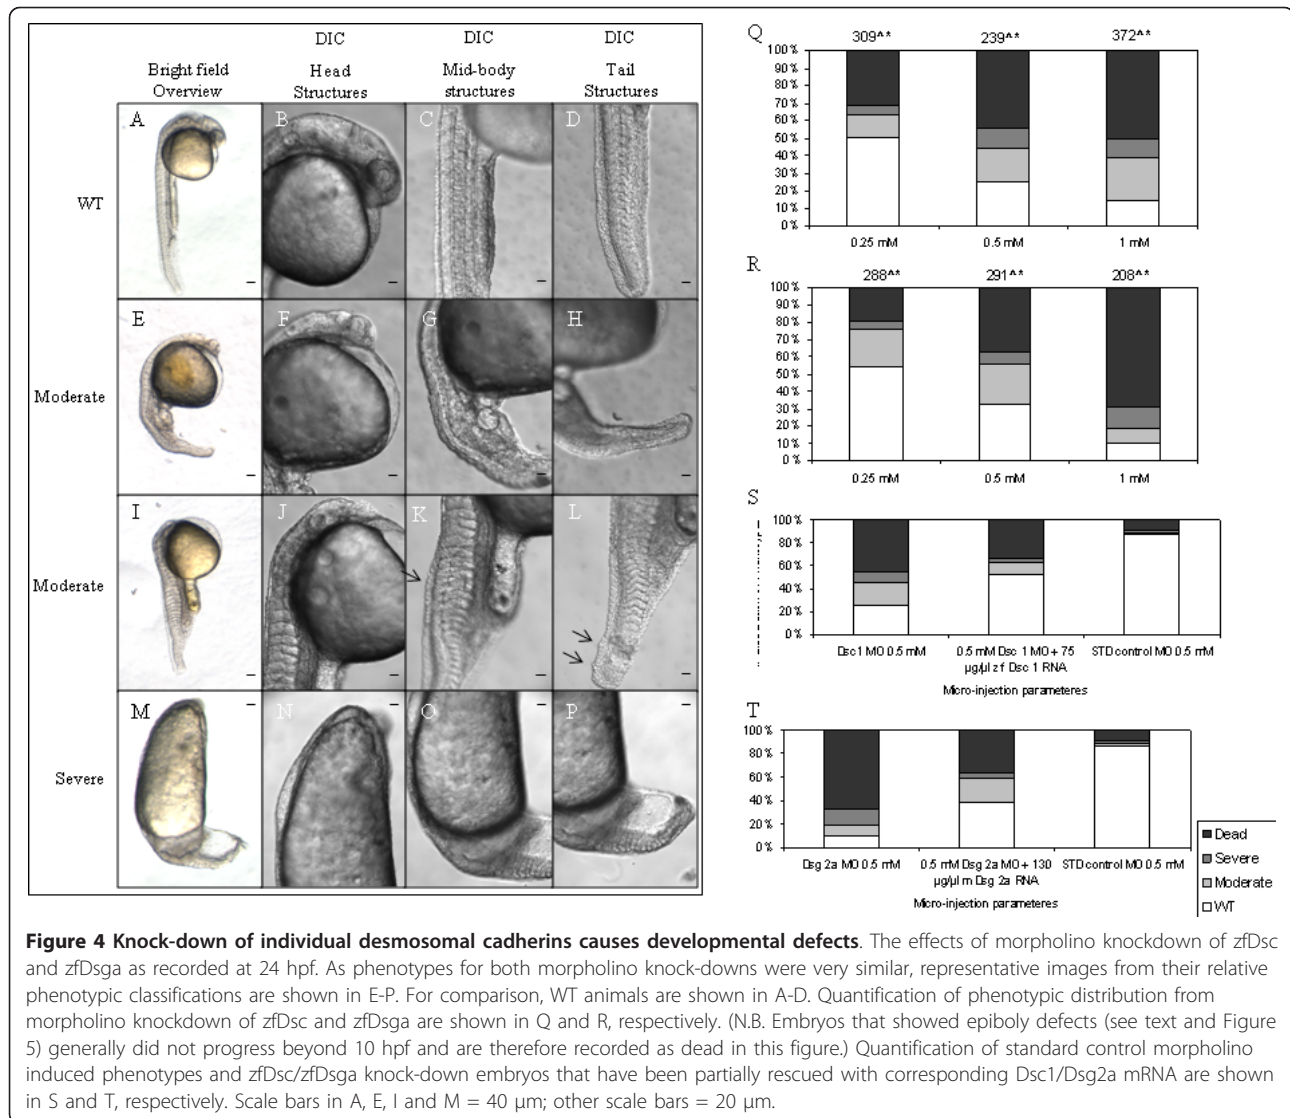 DIC DIC DIC
Bright field Overview
Head Structures
Mid-body structures
Tail Structures
A B C D
WT
E F G H
Moderate
I J K L
Moderate
M N O P
Severe
Q
309^* 239^* 372^*
100%
90%
80%
70%
60%
50%
40%
30%
20%
10%
0%
0.25 mM 0.5 mM 1 mM
R
288^* 291^* 208^*
100%
90%
80%
70%
60%
50%
40%
30%
20%
10%
0%
0.25 mM 0.5 mM 1 mM
S
100%
80%
60%
40%
20%
0%
Dsc1 MO 0.5 mM
0.5 mM Dsc 1 MO + 75
µg/µl zf Dsc 1 RNA
STD control MO 0.5 mM
Micro-injection parameteres
T
100%
80%
60%
40%
20%
0%
Dsg 2a MO 0.5 mM
0.5 mM Dsg 2a MO + 130
µg/µl m Dsg 2a RNA
STD control MO 0.5 mM
Micro-injection parameteres
Dead
Severe
Moderate
WT
Figure 4 Knock-down of individual desmosomal cadherins causes developmental defects. The effects of morpholino knockdown of zfDsc
and zfDsga as recorded at 24 hpf. As phenotypes for both morpholino knock-downs were very similar, representative images from their relative
phenotypic classifications are shown in E-P. For comparison, WT animals are shown in A-D. Quantification of phenotypic distribution from
morpholino knockdown of zfDsc and zfDsga are shown in Q and R, respectively. (N.B. Embryos that showed epiboly defects (see text and Figure
5) generally did not progress beyond 10 hpf and are therefore recorded as dead in this figure.) Quantification of standard control morpholino
induced phenotypes and zfDsc/zfDsga knock-down embryos that have been partially rescued with corresponding Dsc1/Dsg2a mRNA are shown
in S and T, respectively. Scale bars in A, E, I and M = 40 µm; other scale bars = 20 µm.